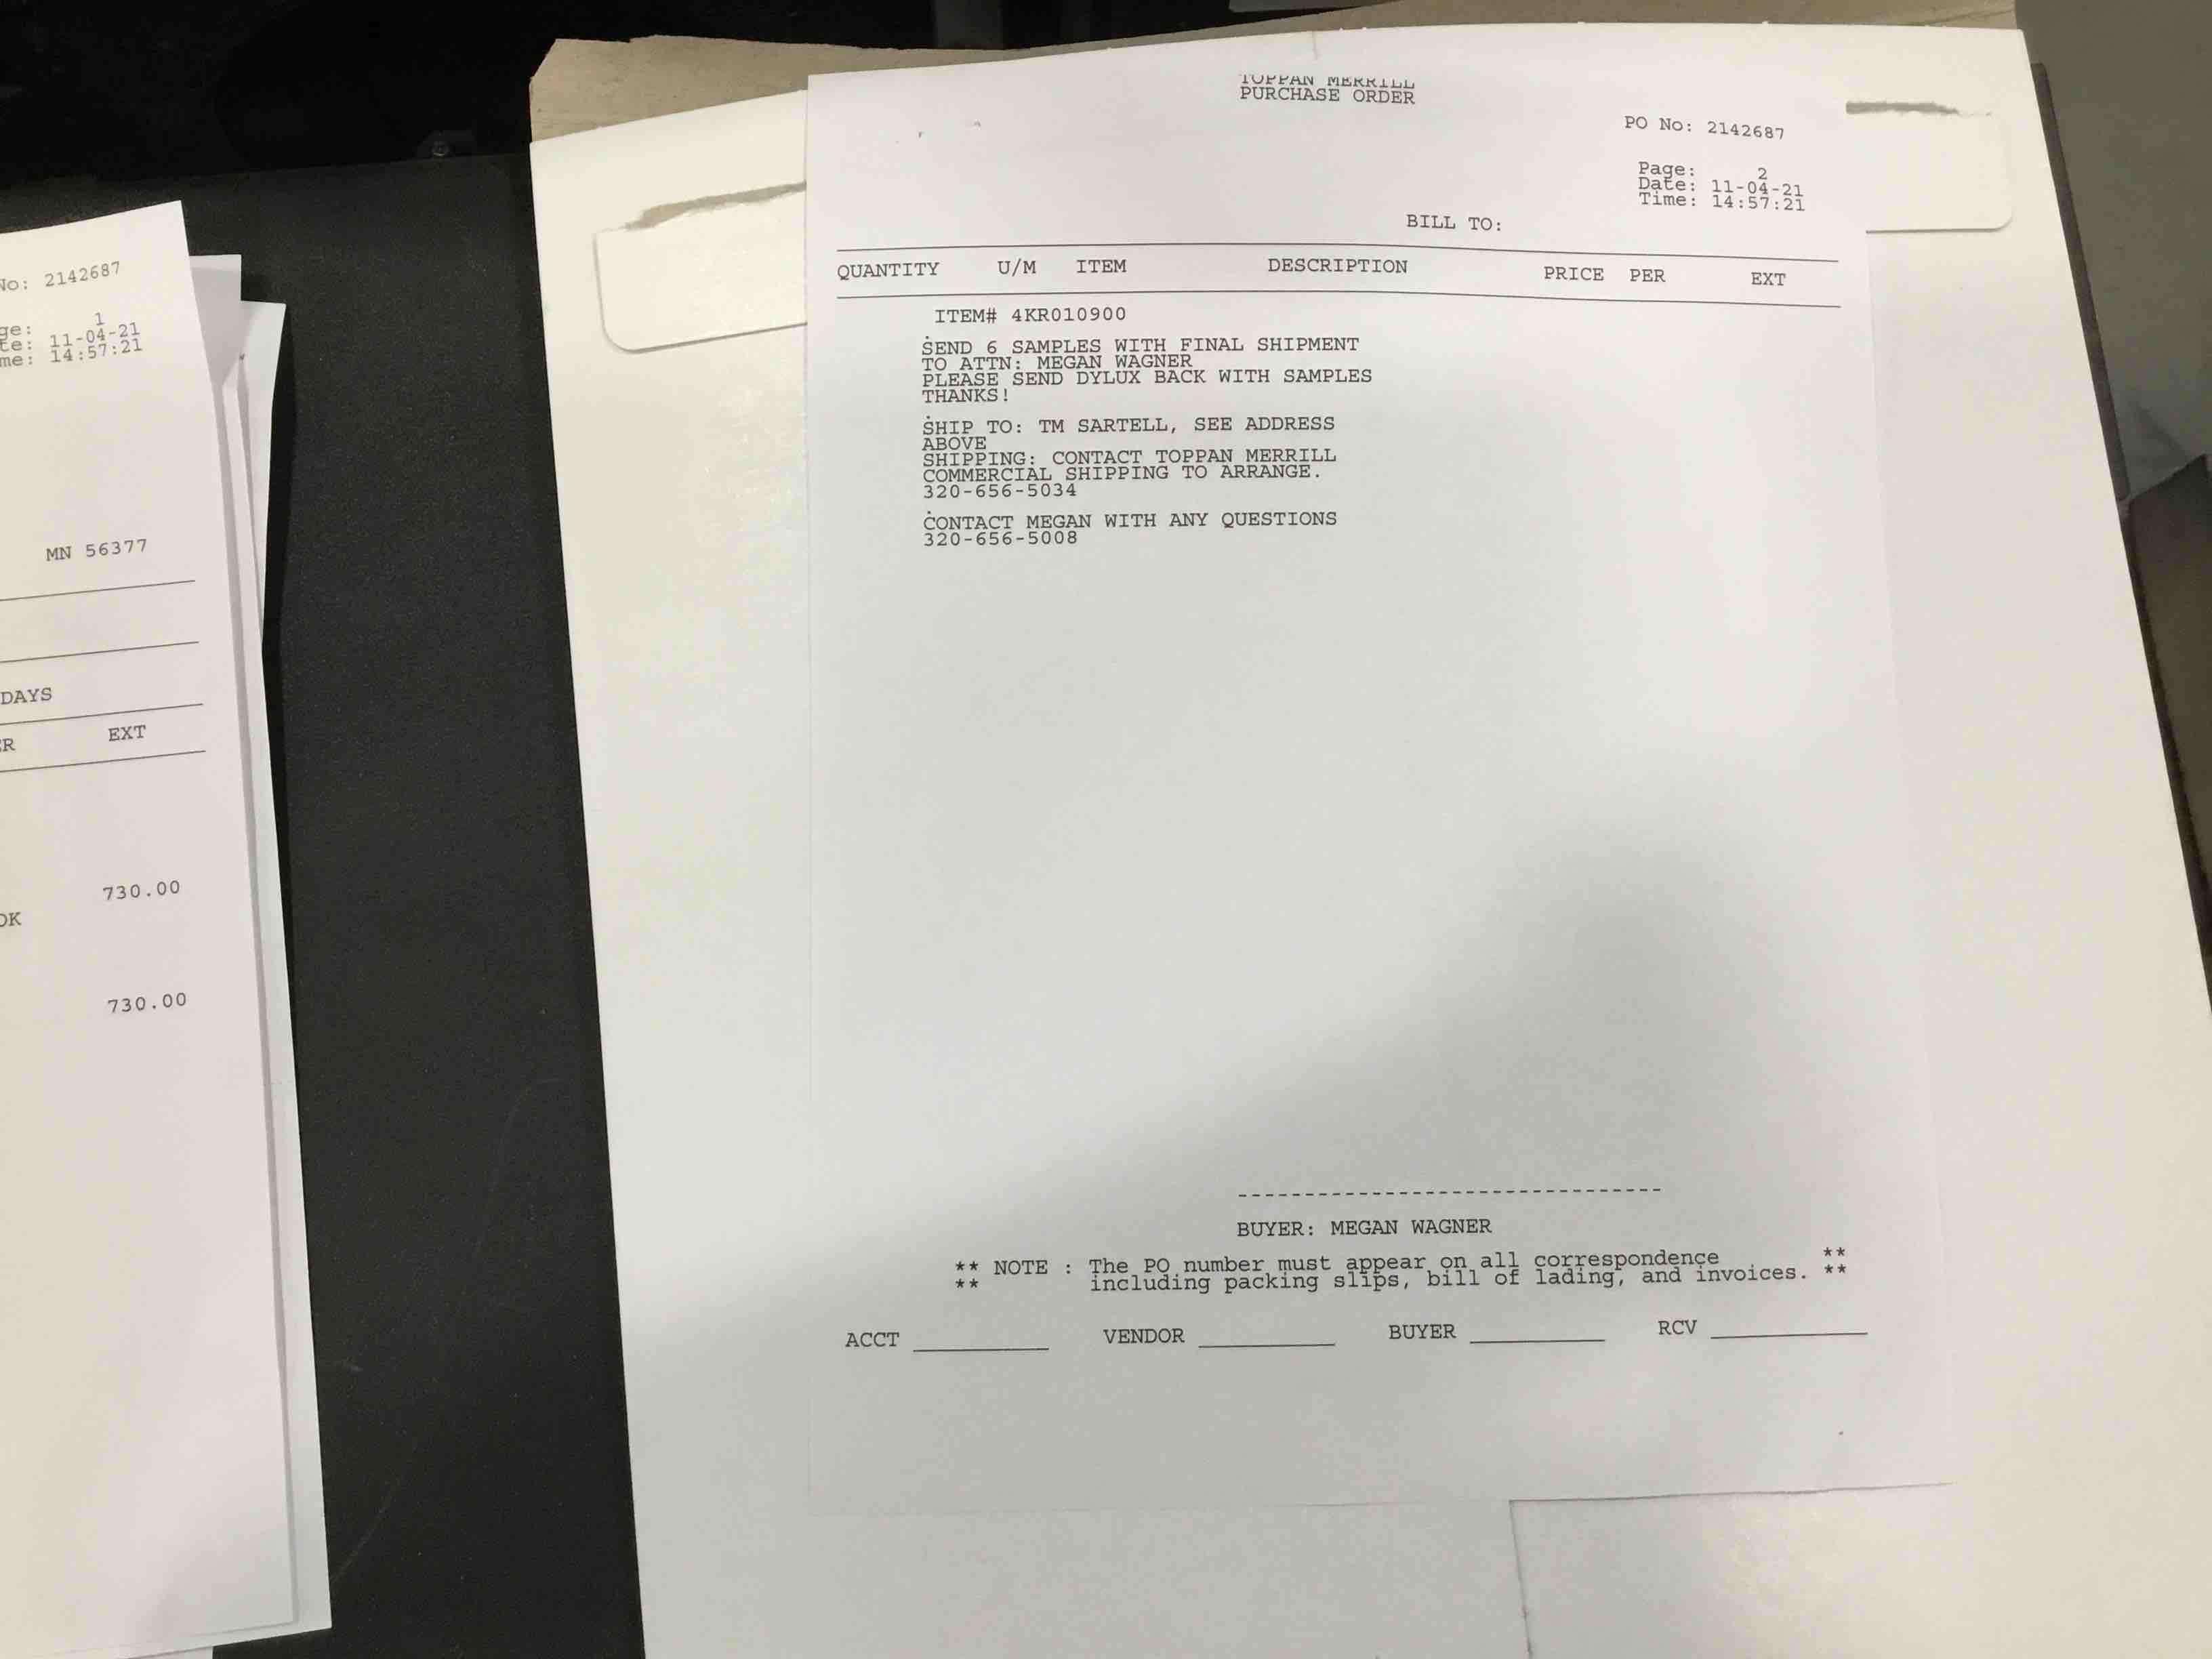 No: 2142687
1
11-04-21
14:57:21
MN 56377
DAYS
EXT
730.00
OK
730.00
TOPPAN MERRILL
PURCHASE ORDER
PO No: 2142687
Page: 2
Date: 11-04-21
Time: 14:57:21
BILL TO:
QUANTITY U/M ITEM DESCRIPTION PRICE PER EXT
ITEM# 4KR010900
.
SEND 6 SAMPLES WITH FINAL SHIPMENT
TO ATTN: MEGAN WAGNER
PLEASE SEND DYLUX BACK WITH SAMPLES
THANKS!
.
SHIP TO: TM SARTELL, SEE ADDRESS
ABOVE
SHIPPING: CONTACT TOPPAN MERRILL
COMMERCIAL SHIPPING TO ARRANGE.
320-656-5034
.
CONTACT MEGAN WITH ANY QUESTIONS
320-656-5008
--------------------------------
BUYER: MEGAN WAGNER
** NOTE : The PO number must appear on all correspondence **
** including packing slips, bill of lading, and invoices. **
ACCT VENDOR BUYER RCV